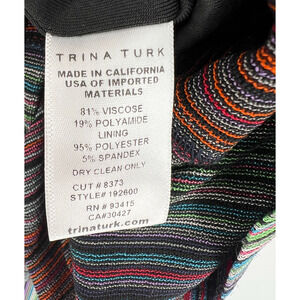 TRINA TURK
MADE IN CALIFORNIA
USA OF IMPORTED
MATERIALS
81% VISCOSE
19% POLYAMIDE
LINING
95% POLYESTER
5% SPANDEX
DRY CLEAN ONLY
CUT # 8373
STYLE# 192600
RN # 93415
CA#30427
trinaturk.com